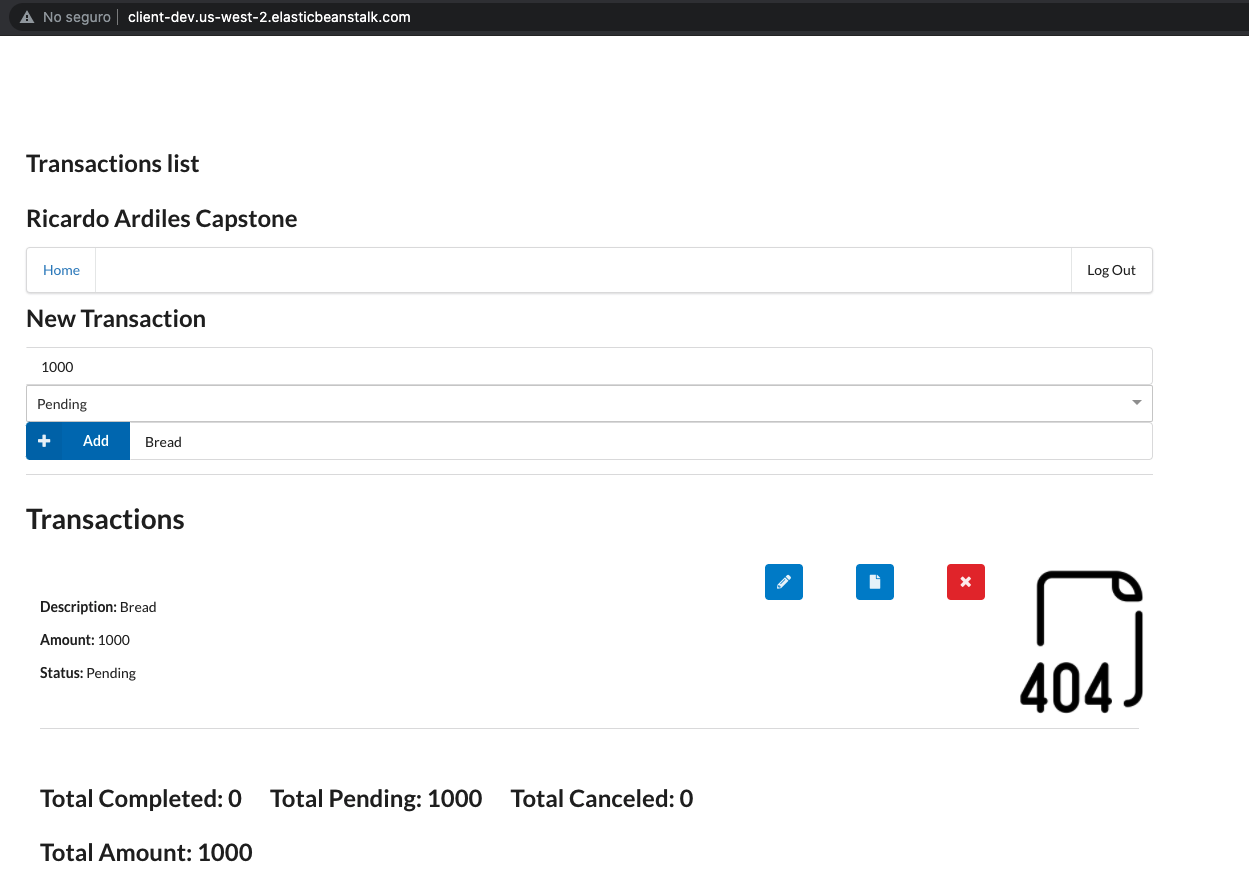 No seguro client-dev.us-west-2.elasticbeanstalk.com
Transactions list
Ricardo Ardiles Capstone
Home Log Out
New Transaction
1000
Pending
Add Bread
Transactions
Description: Bread
Amount: 1000
Status: Pending
404
Total Completed: 0 Total Pending: 1000 Total Canceled: 0
Total Amount: 1000